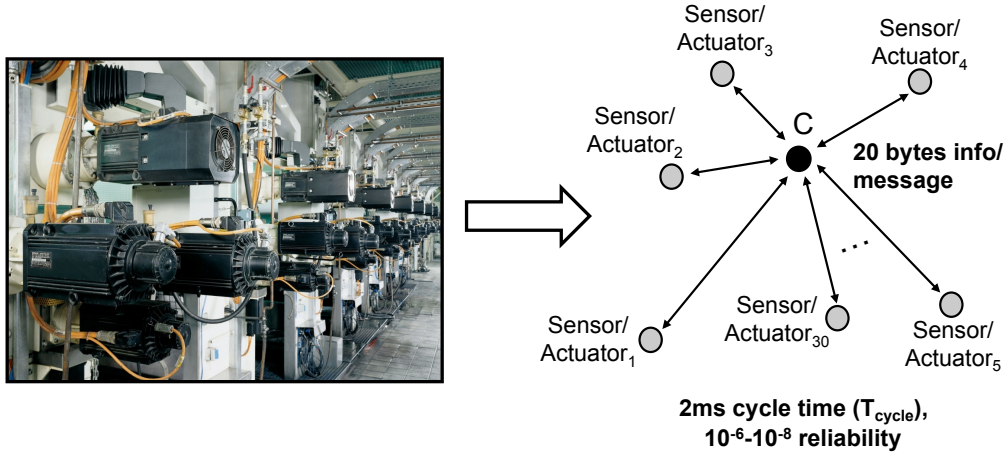 Sensor/
Actuator₃
Sensor/
Actuator₄
Sensor/
Actuator₂
C
20 bytes info/
message
...
Sensor/
Actuator₁
Sensor/
Actuator₃₀
Sensor/
Actuator₅
2ms cycle time (T_cycle),
10⁻⁶-10⁻⁸ reliability